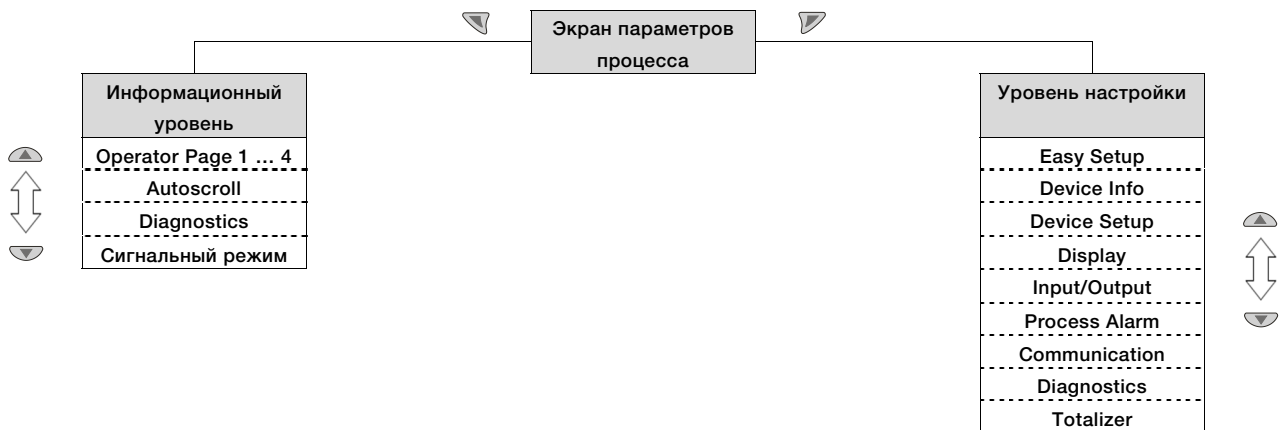 Экран параметров
процесса
Информационный
уровень
Operator Page 1 … 4
Autoscroll
Diagnostics
Сигнальный режим
Уровень настройки
Easy Setup
Device Info
Device Setup
Display
Input/Output
Process Alarm
Communication
Diagnostics
Totalizer